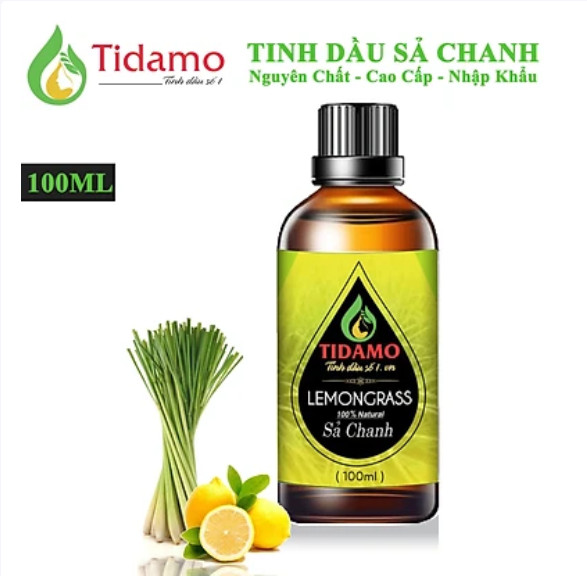 Tidamo
Tinh dầu số 1
TINH DẦU SẢ CHANH
Nguyên Chất - Cao Cấp - Nhập Khẩu
100ML
TIDAMO
Tinh dầu số 1. vn
LEMONGRASS
100% Natural
Sả Chanh
( 100ml )